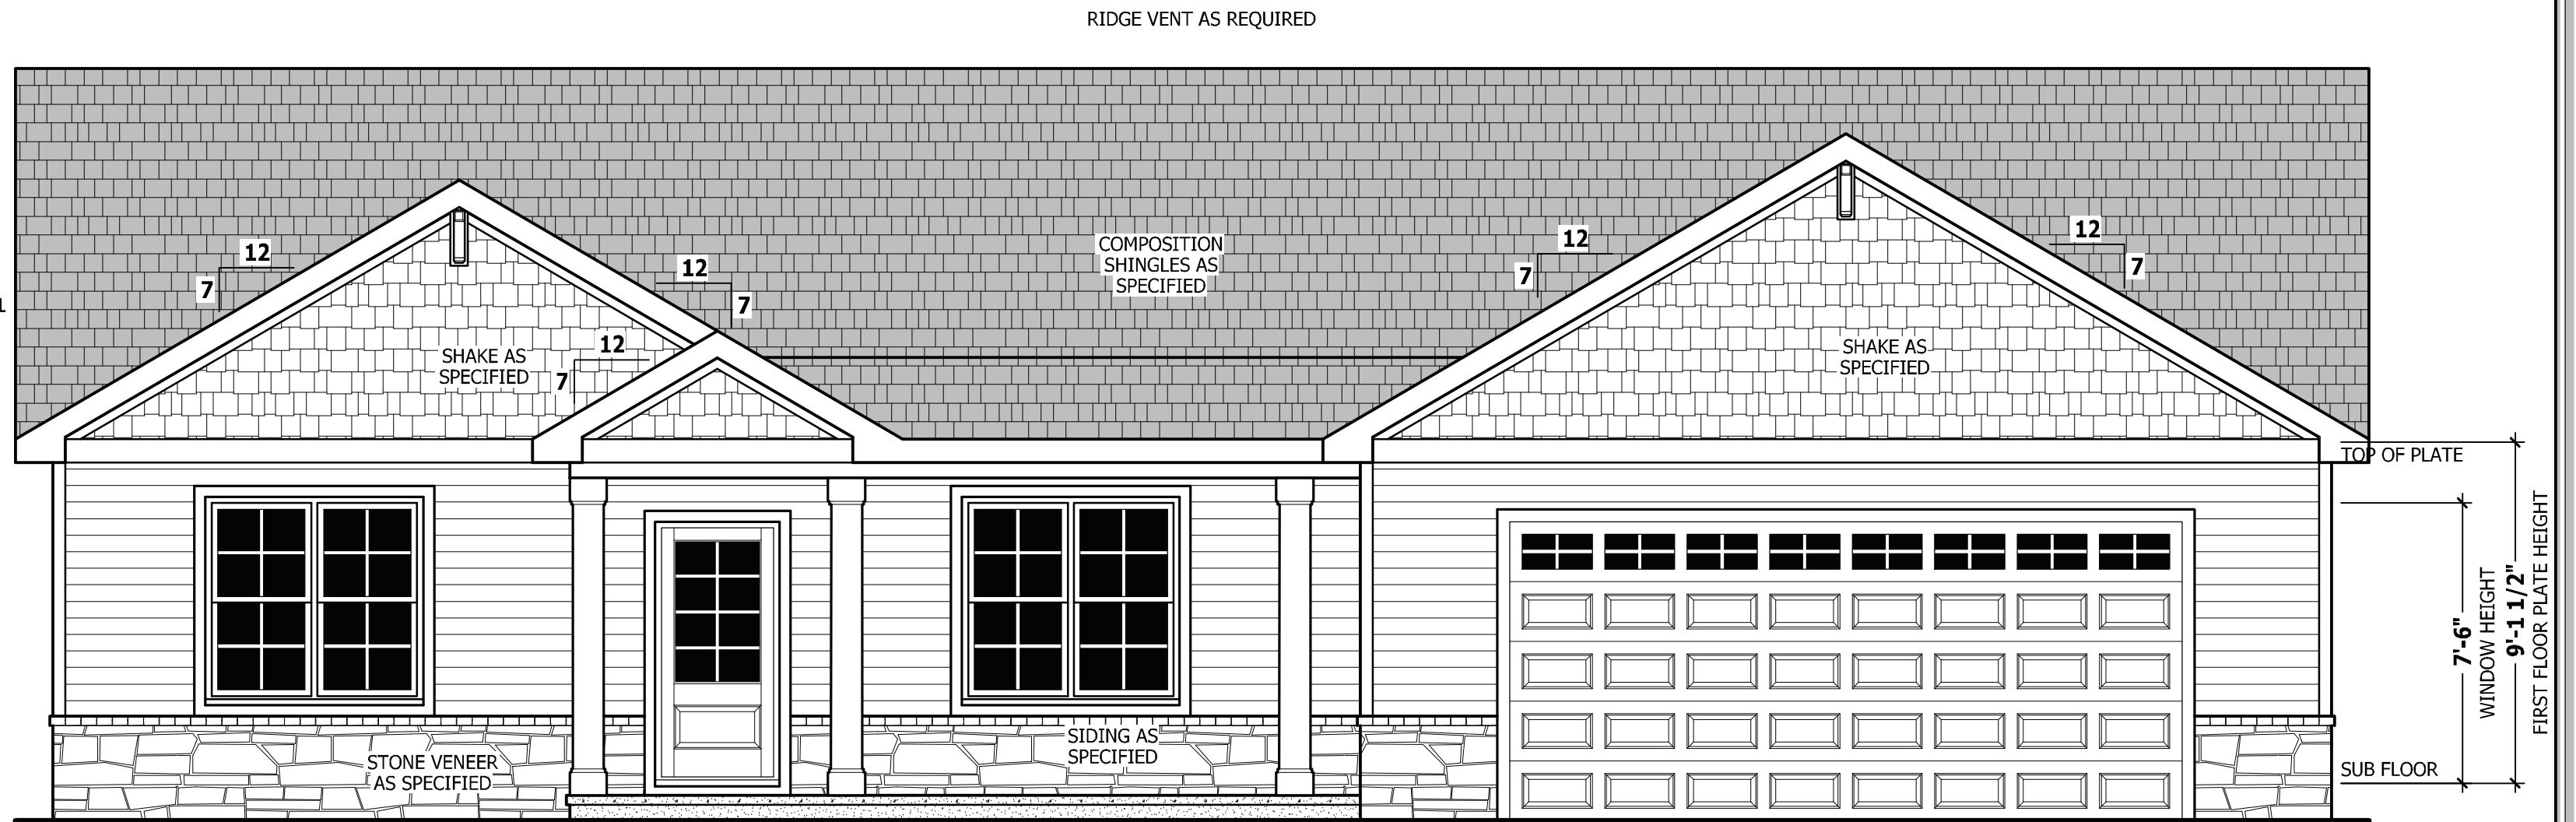 RIDGE VENT AS REQUIRED
12
7
12
7
12
7
12
7
12
7
COMPOSITION
SHINGLES AS
SPECIFIED
SHAKE AS
SPECIFIED
SHAKE AS
SPECIFIED
TOP OF PLATE
STONE VENEER
AS SPECIFIED
SIDING AS
SPECIFIED
SUB FLOOR
7'-6"
WINDOW HEIGHT
9'-1 1/2"
FIRST FLOOR PLATE HEIGHT